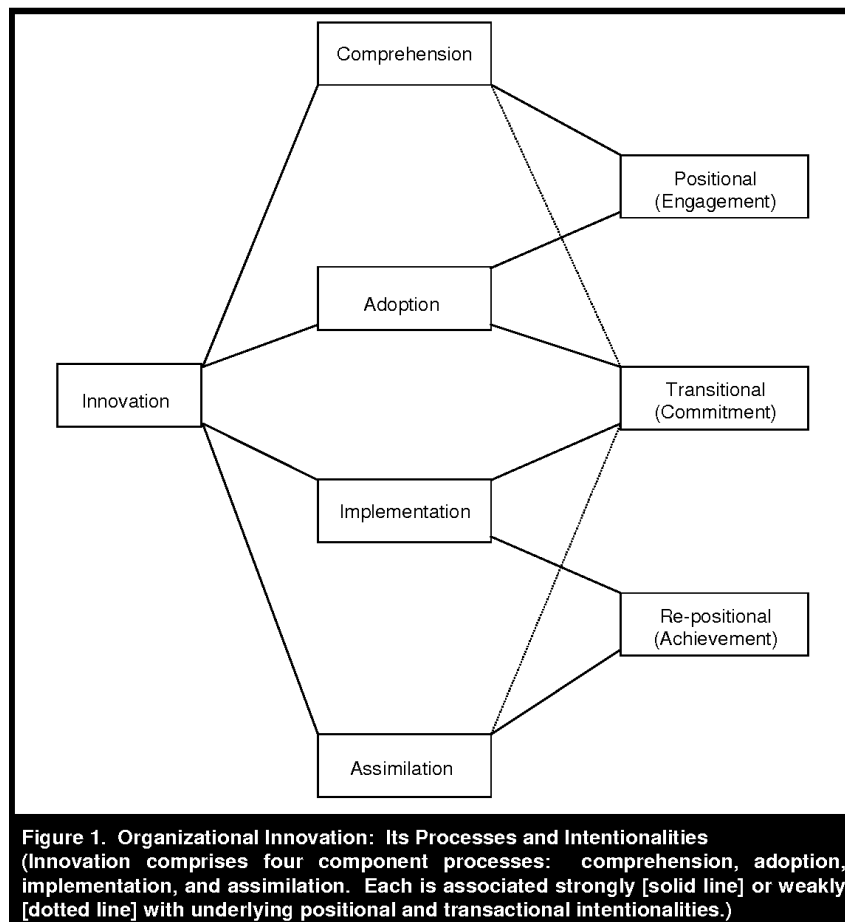 Comprehension
Positional
(Engagement)
Adoption
Innovation
Transitional
(Commitment)
Implementation
Re-positional
(Achievement)
Assimilation
Figure 1. Organizational Innovation: Its Processes and Intentionalities
(Innovation comprises four component processes: comprehension, adoption,
implementation, and assimilation. Each is associated strongly [solid line] or weakly
[dotted line] with underlying positional and transactional intentionalities.)